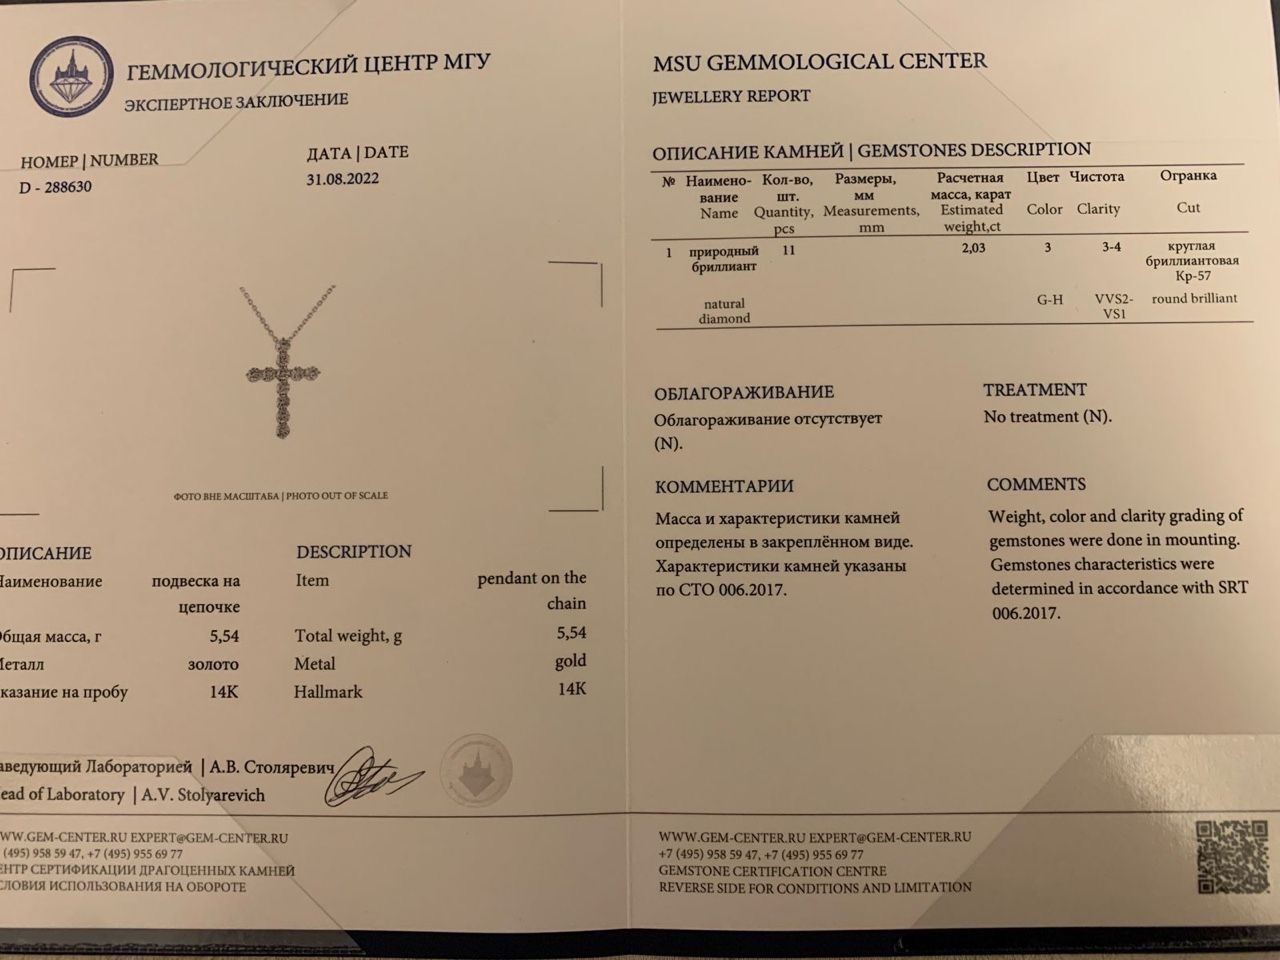 ГЕММОЛОГИЧЕСКИЙ ЦЕНТР МГУ
ЭКСПЕРТНОЕ ЗАКЛЮЧЕНИЕ
НОМЕР | NUMBER
D - 288630
ДАТА | DATE
31.08.2022
ФОТО ВНЕ МАСШТАБА | PHOTO OUT OF SCALE
ОПИСАНИЕ
Наименование подвеска на
цепочке
Общая масса, г 5,54
Металл золото
казание на пробу 14K
DESCRIPTION
Item pendant on the
chain
Total weight, g 5,54
Metal gold
Hallmark 14K
аведующий Лабораторией | А.В. Столяревич
ead of Laboratory | A.V. Stolyarevich
WW.GEM-CENTER.RU EXPERT@GEM-CENTER.RU
(495) 958 59 47, +7 (495) 955 69 77
ЕНТР СЕРТИФИКАЦИИ ДРАГОЦЕННЫХ КАМНЕЙ
СЛОВИЯ ИСПОЛЬЗОВАНИЯ НА ОБОРОТЕ
MSU GEMMOLOGICAL CENTER
JEWELLERY REPORT
ОПИСАНИЕ КАМНЕЙ | GEMSTONES DESCRIPTION
№ Наимено- Кол-во, Размеры, Расчетная Цвет Чистота Огранка
вание шт. мм масса, карат
Name Quantity, Measurements, Estimated Color Clarity Cut
pcs mm weight,ct
1 природный 11 2,03 3 3-4 круглая
бриллиант бриллиантовая
Кр-57
natural G-H VVS2- round brilliant
diamond VS1
ОБЛАГОРАЖИВАНИЕ
Облагораживание отсутствует
(N).
TREATMENT
No treatment (N).
КОММЕНТАРИИ
Масса и характеристики камней
определены в закреплённом виде.
Характеристики камней указаны
по СТО 006.2017.
COMMENTS
Weight, color and clarity grading of
gemstones were done in mounting.
Gemstones characteristics were
determined in accordance with SRT
006.2017.
WWW.GEM-CENTER.RU EXPERT@GEM-CENTER.RU
+7 (495) 958 59 47, +7 (495) 955 69 77
GEMSTONE CERTIFICATION CENTRE
REVERSE SIDE FOR CONDITIONS AND LIMITATION